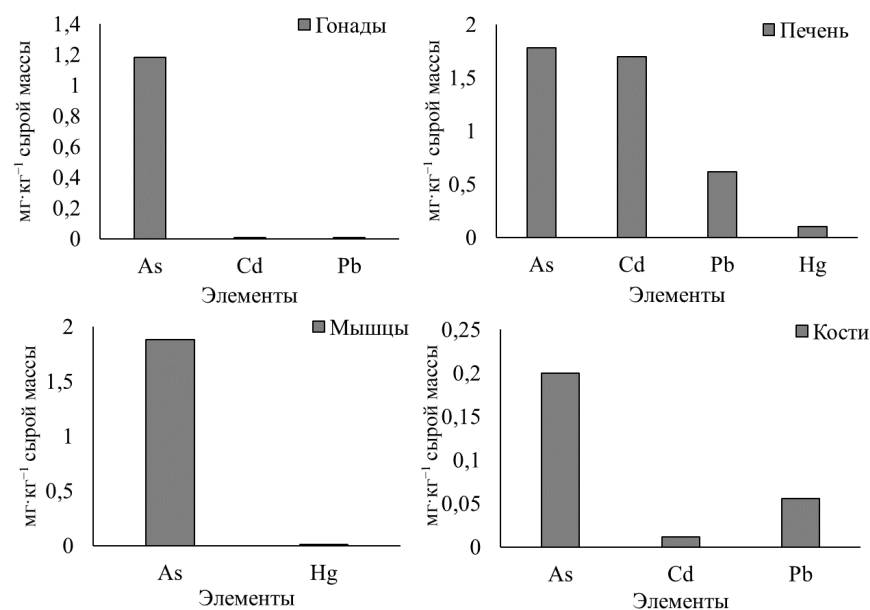 Гонады
мг·кг⁻¹ сырой массы
1,4
1,2
1
0,8
0,6
0,4
0,2
0
As Cd Pb
Элементы
Печень
мг·кг⁻¹ сырой массы
2
1,5
1
0,5
0
As Cd Pb Hg
Элементы
Мышцы
мг·кг⁻¹ сырой массы
2
1,5
1
0,5
0
As Hg
Элементы
Кости
мг·кг⁻¹ сырой массы
0,25
0,2
0,15
0,1
0,05
0
As Cd Pb
Элементы